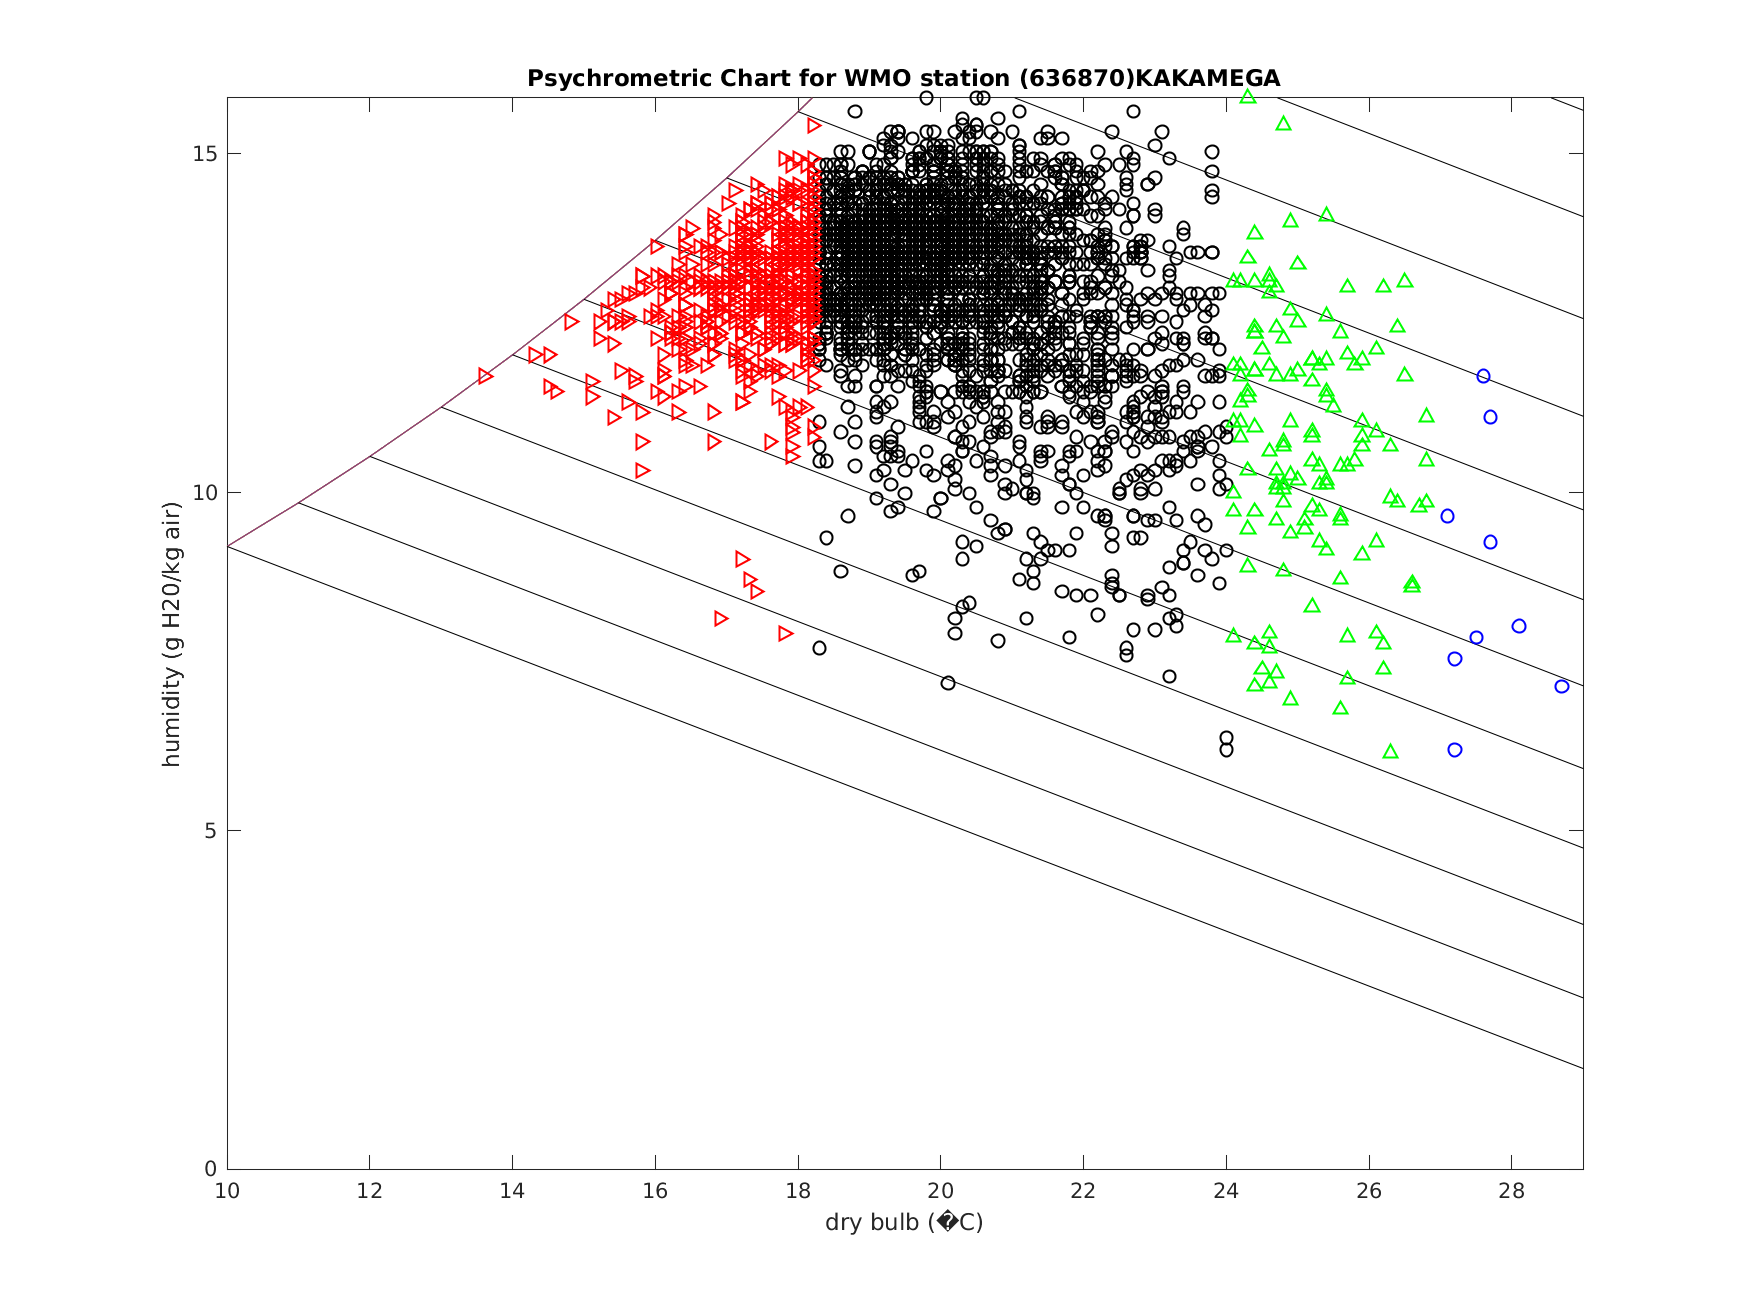 Psychrometric Chart for WMO station (636870)KAKAMEGA
15
10
5
0
humidity (g H20/kg air)
10 12 14 16 18 20 22 24 26 28
dry bulb (�C)